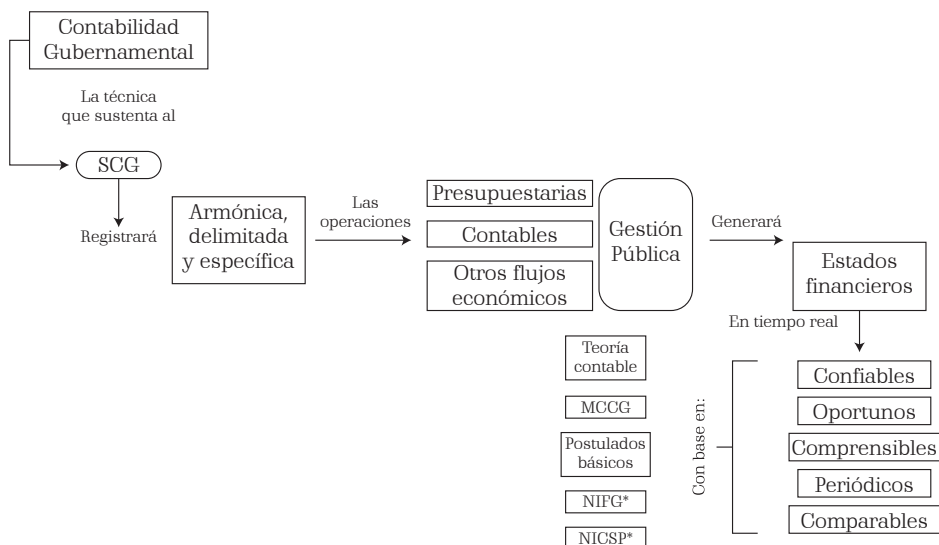 Contabilidad
Gubernamental
La técnica
que sustenta al
SCG
Registrará
Armónica,
delimitada
y específica
Las
operaciones
Presupuestarias
Contables
Otros flujos
económicos
Gestión
Pública
Generará
Estados
financieros
En tiempo real
Teoría
contable
MCCG
Postulados
básicos
NIFG*
NICSP*
Con base en:
Confiables
Oportunos
Comprensibles
Periódicos
Comparables